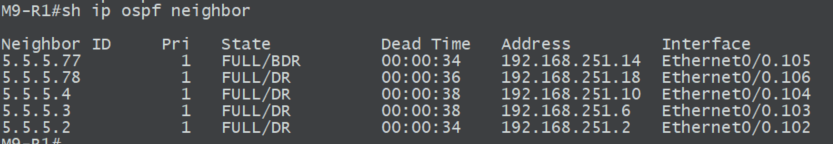 M9-R1#sh ip ospf neighbor
Neighbor ID     Pri   State           Dead Time   Address         Interface
5.5.5.77          1   FULL/BDR        00:00:34    192.168.251.14  Ethernet0/0.105
5.5.5.78          1   FULL/DR         00:00:36    192.168.251.18  Ethernet0/0.106
5.5.5.4           1   FULL/DR         00:00:38    192.168.251.10  Ethernet0/0.104
5.5.5.3           1   FULL/DR         00:00:38    192.168.251.6   Ethernet0/0.103
5.5.5.2           1   FULL/DR         00:00:34    192.168.251.2   Ethernet0/0.102
M9-R1#